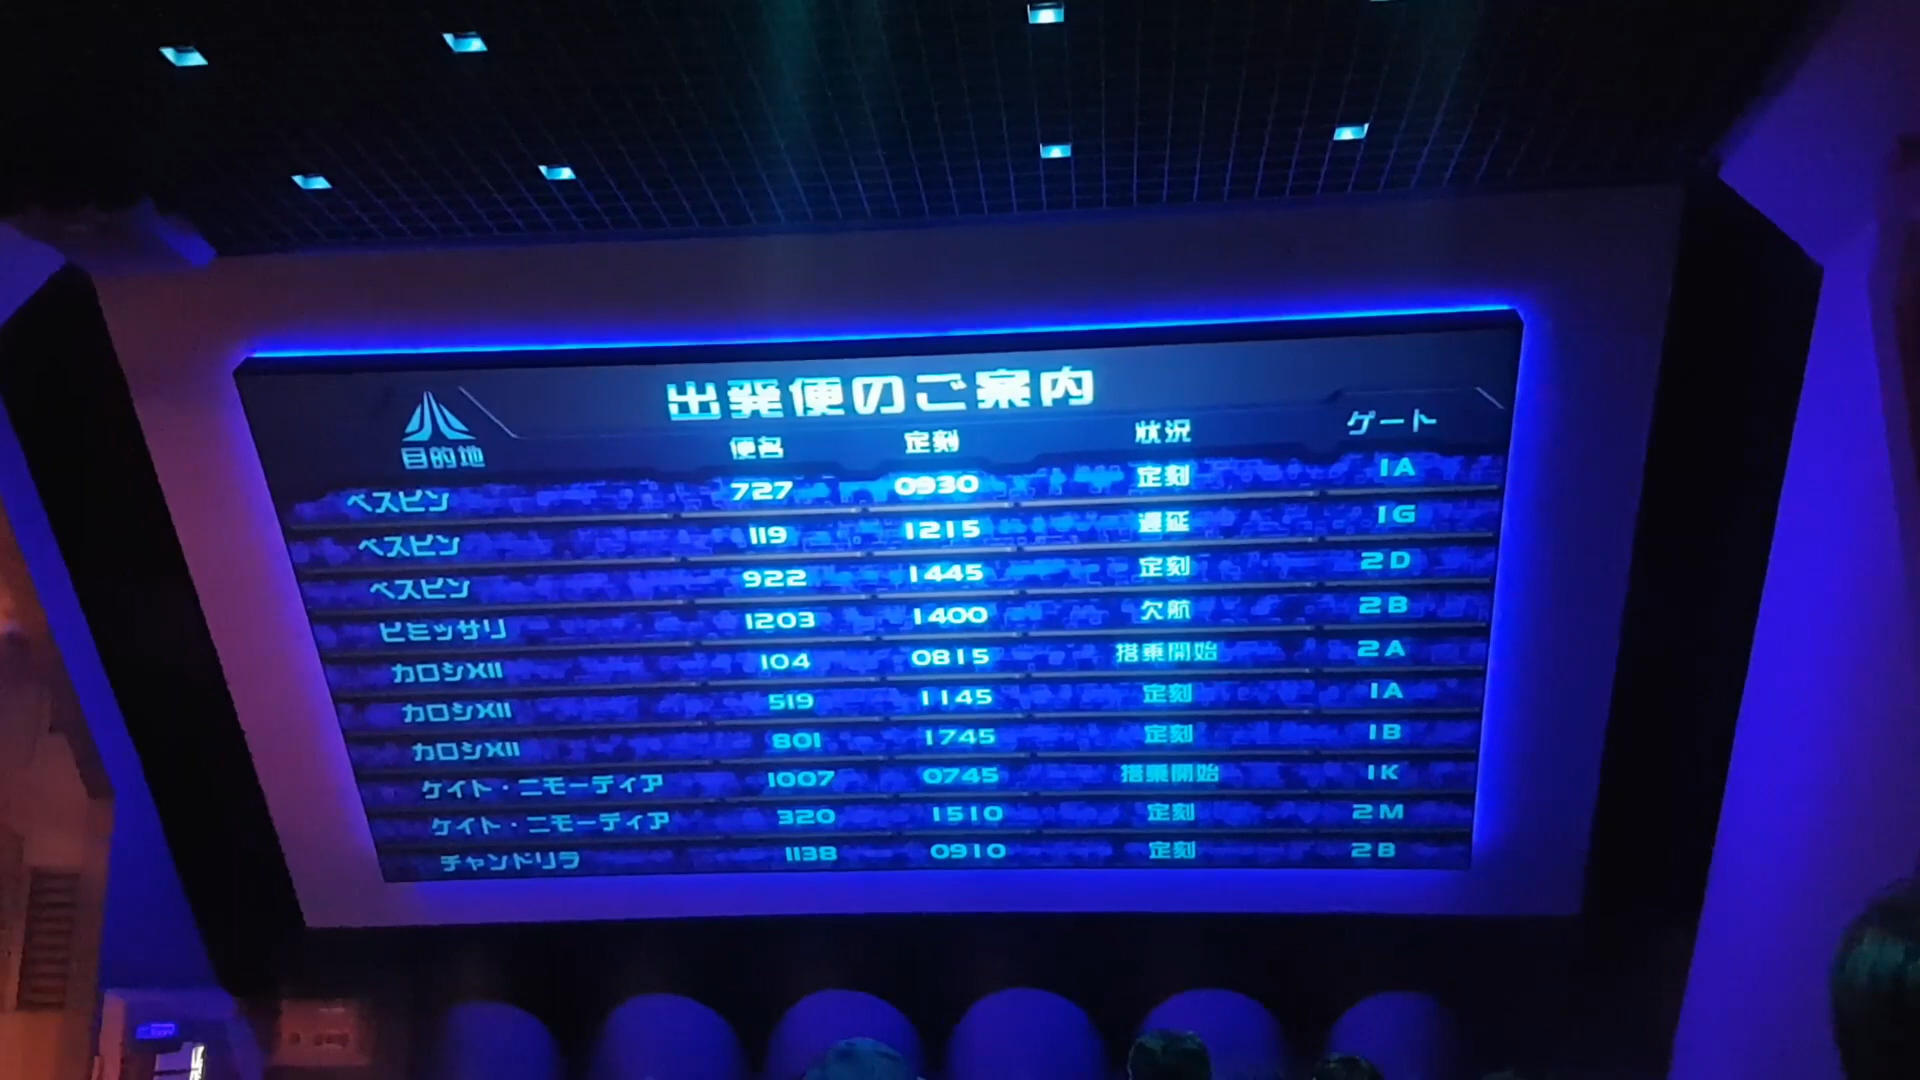 出発便のご案内
目的地 便名 定刻 状況 ゲート
ベスピン 727 0930 定刻 1A
ベスピン 119 1215 遅延 1G
ベスピン 922 1445 定刻 2D
ビミッサリ 1203 1400 欠航 2B
カロシXII 104 0815 搭乗開始 2A
カロシXII 519 1145 定刻 1A
カロシXII 801 1745 定刻 1B
ケイト・ニモーディア 1007 0745 搭乗開始 1K
ケイト・ニモーディア 320 1510 定刻 2M
チャンドリラ 1138 0910 定刻 2B